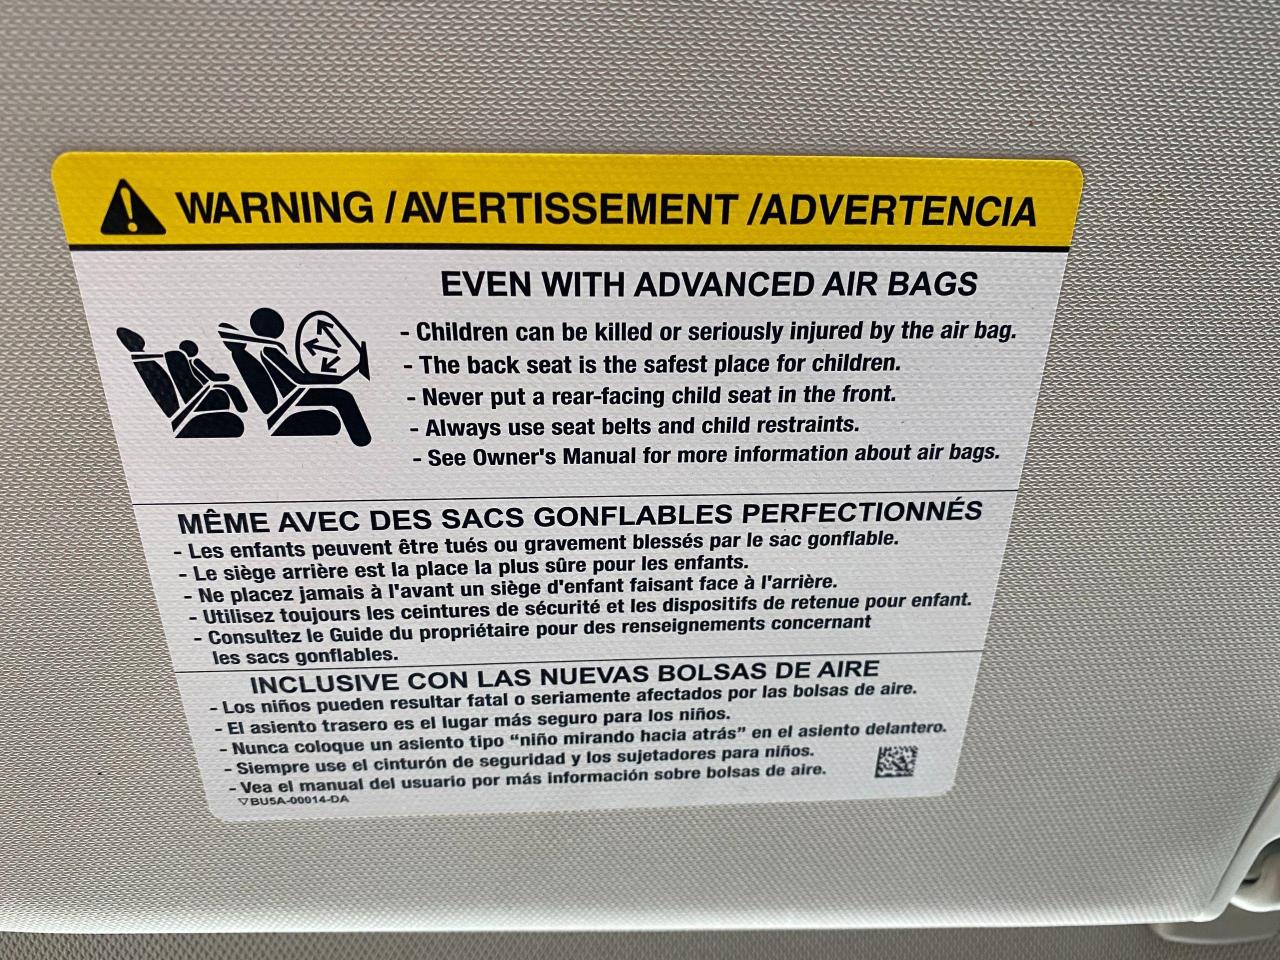 WARNING / AVERTISSEMENT / ADVERTENCIA
EVEN WITH ADVANCED AIR BAGS
- Children can be killed or seriously injured by the air bag.
- The back seat is the safest place for children.
- Never put a rear-facing child seat in the front.
- Always use seat belts and child restraints.
- See Owner's Manual for more information about air bags.
MÊME AVEC DES SACS GONFLABLES PERFECTIONNÉS
- Les enfants peuvent être tués ou gravement blessés par le sac gonflable.
- Le siège arrière est la place la plus sûre pour les enfants.
- Ne placez jamais à l'avant un siège d'enfant faisant face à l'arrière.
- Utilisez toujours les ceintures de sécurité et les dispositifs de retenue pour enfant.
- Consultez le Guide du propriétaire pour des renseignements concernant
les sacs gonflables.
INCLUSIVE CON LAS NUEVAS BOLSAS DE AIRE
- Los niños pueden resultar fatal o seriamente afectados por las bolsas de aire.
- El asiento trasero es el lugar más seguro para los niños.
- Nunca coloque un asiento tipo “niño mirando hacia atrás” en el asiento delantero.
- Siempre use el cinturón de seguridad y los sujetadores para niños.
- Vea el manual del usuario por más información sobre bolsas de aire.
▽BU5A-00014-DA